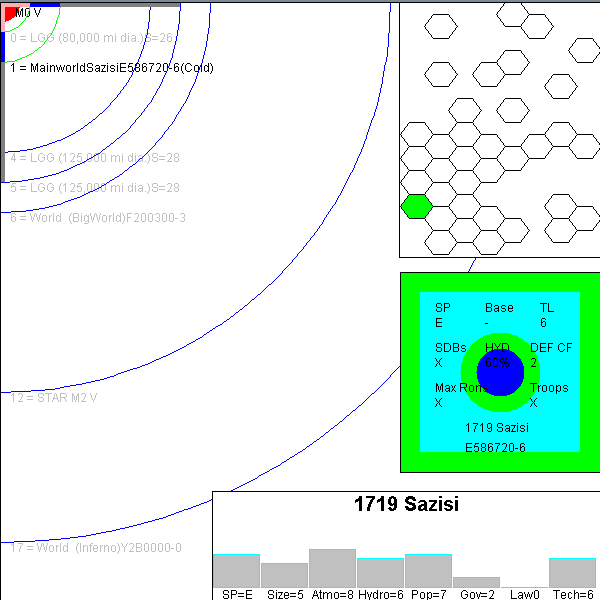 M0 V
0 = LGG (80,000 mi dia.)S=26
1 = MainworldSazisiE586720-6(Cold)
4 = LGG (125,000 mi dia.)S=28
5 = LGG (125,000 mi dia.)S=28
6 = World  (BigWorld)F200300-3
12 = STAR M2 V
17 = World  (Inferno)Y2B0000-0
SP Base TL
E - 6
SDBs HYD DEF CF
X 60% 2
Max Ron Troops
X X
1719 Sazisi
E586720-6
1719 Sazisi
SP=E Size=5 Atmo=8 Hydro=6 Pop=7 Gov=2 Law0 Tech=6